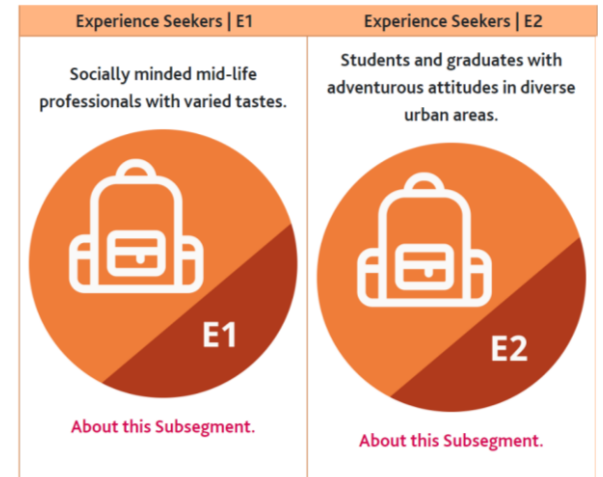 Experience Seekers | E1
Socially minded mid-life
professionals with varied tastes.
E1
About this Subsegment.
Experience Seekers | E2
Students and graduates with
adventurous attitudes in diverse
urban areas.
E2
About this Subsegment.